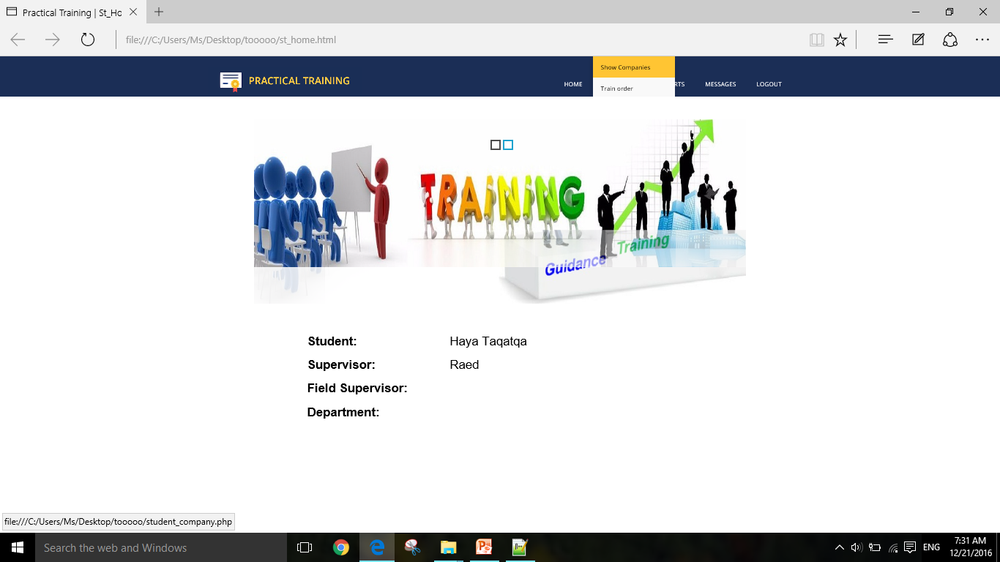 Practical Training | St_Ho
file:///C:/Users/Ms/Desktop/tooooo/st_home.html
PRACTICAL TRAINING
HOME
Show Companies
Train order
RTS
MESSAGES
LOGOUT
TRAINING
Guidance
Training
Student: Haya Taqatqa
Supervisor: Raed
Field Supervisor:
Department:
file:///C:/Users/Ms/Desktop/tooooo/student_company.php
Search the web and Windows
ENG
7:31 AM
12/21/2016